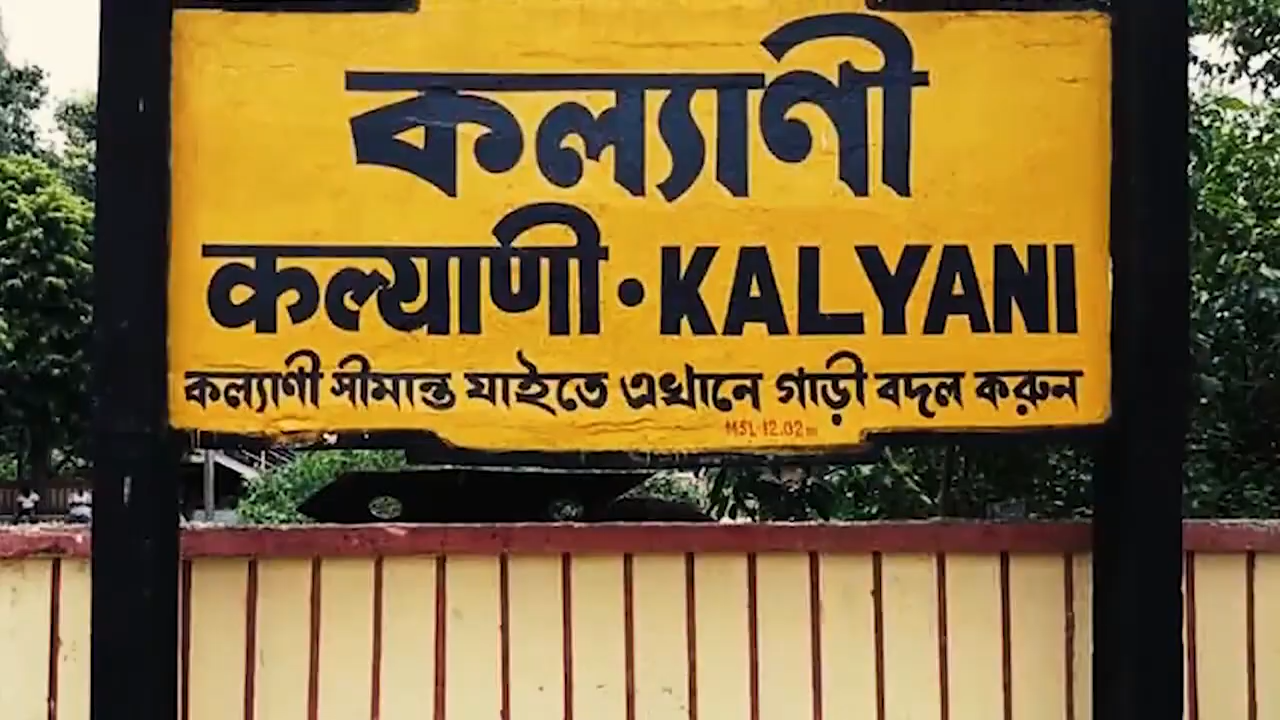 কল্যাণী
कल्याणी • KALYANI
কল্যাণী সীমান্ত যাইতে এখানে গাড়ী বদল করুন
MSL-12.02m